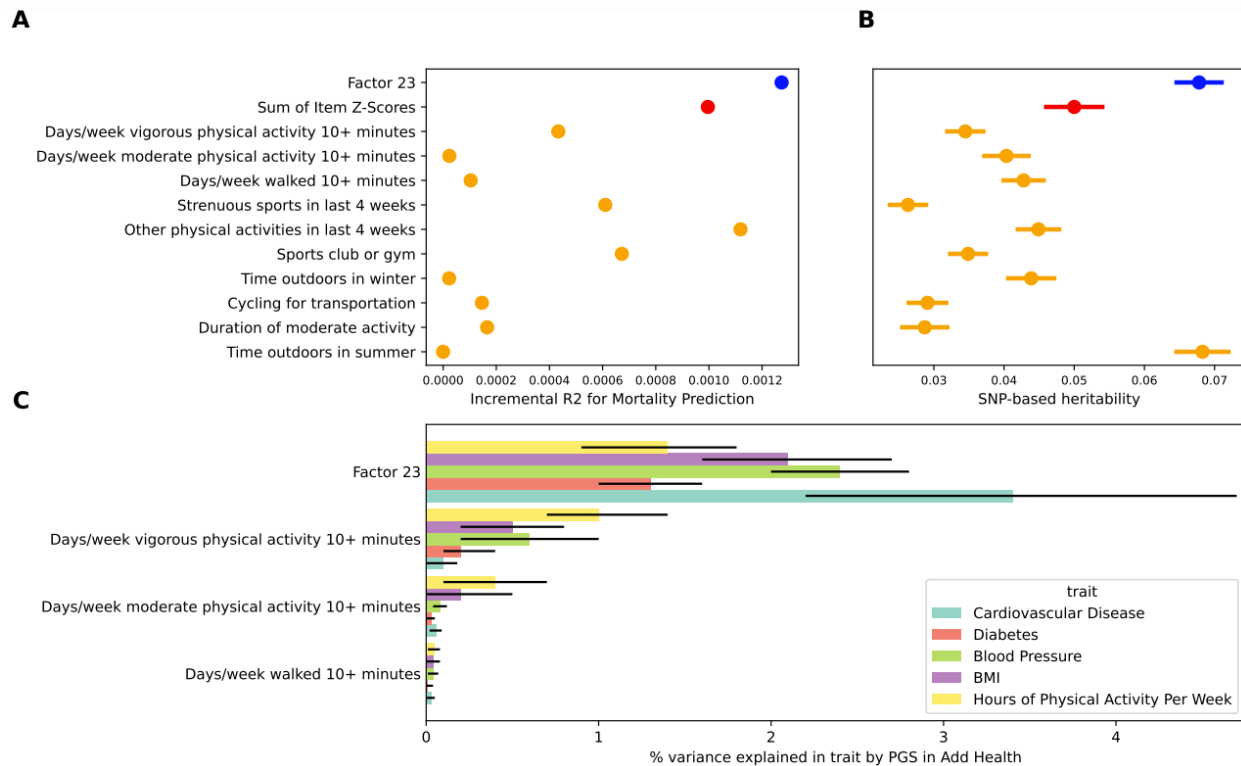 A
B
Factor 23
Sum of Item Z-Scores
Days/week vigorous physical activity 10+ minutes
Days/week moderate physical activity 10+ minutes
Days/week walked 10+ minutes
Strenuous sports in last 4 weeks
Other physical activities in last 4 weeks
Sports club or gym
Time outdoors in winter
Cycling for transportation
Duration of moderate activity
Time outdoors in summer
0.0000 0.0002 0.0004 0.0006 0.0008 0.0010 0.0012
Incremental R2 for Mortality Prediction
0.03 0.04 0.05 0.06 0.07
SNP-based heritability
C
Factor 23
Days/week vigorous physical activity 10+ minutes
Days/week moderate physical activity 10+ minutes
Days/week walked 10+ minutes
trait
Cardiovascular Disease
Diabetes
Blood Pressure
BMI
Hours of Physical Activity Per Week
0 1 2 3 4
% variance explained in trait by PGS in Add Health